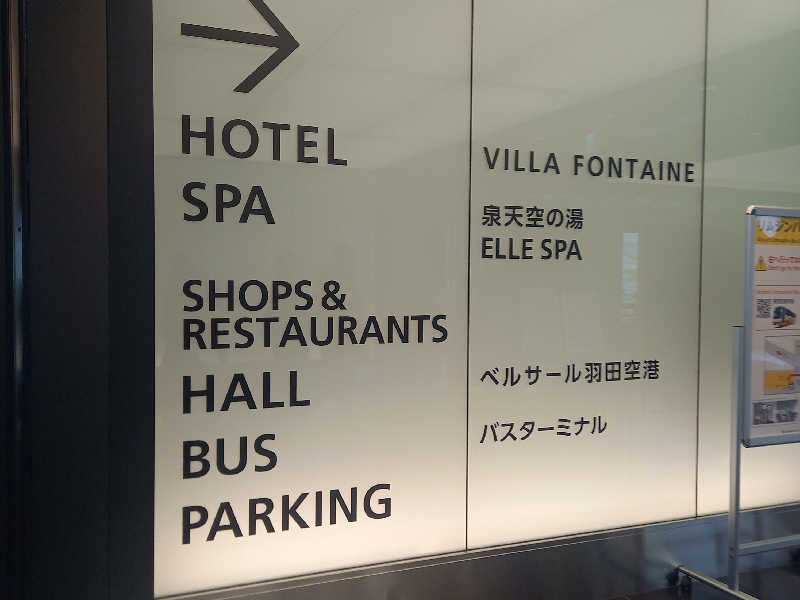 HOTEL
SPA
SHOPS &
RESTAURANTS
HALL
BUS
PARKING
VILLA FONTAINE
泉天空の湯
ELLE SPA
ベルサール羽田空港
バスターミナル